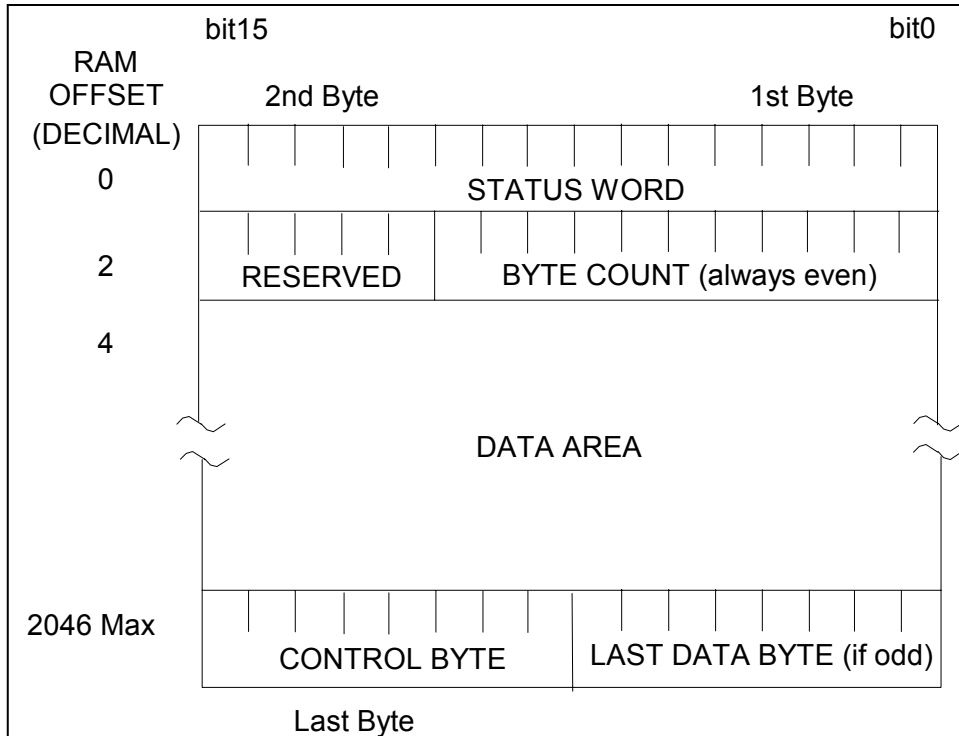 bit15 bit0
RAM
OFFSET
(DECIMAL)
2nd Byte 1st Byte
0 STATUS WORD
2 RESERVED BYTE COUNT (always even)
4
DATA AREA
2046 Max CONTROL BYTE LAST DATA BYTE (if odd)
Last Byte